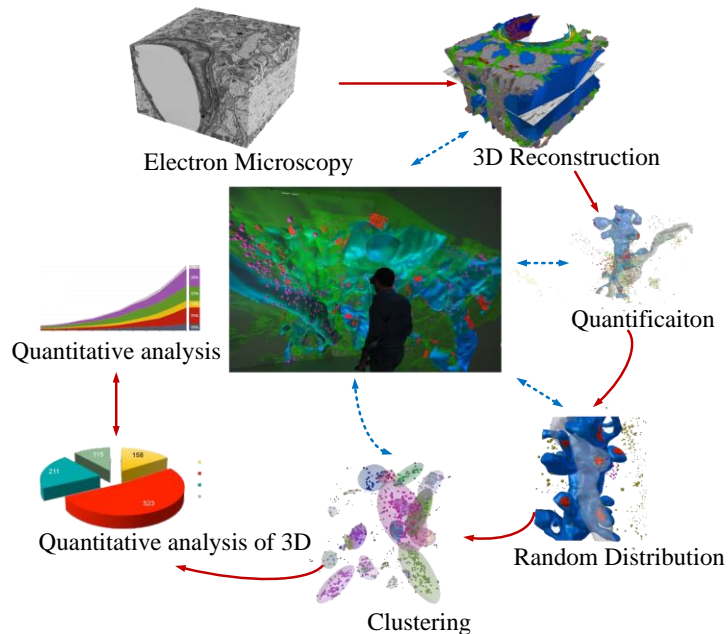 Electron Microscopy
3D Reconstruction
Quantitative analysis
Quantificaiton
115
158
211
523
Quantitative analysis of 3D
Random Distribution
Clustering